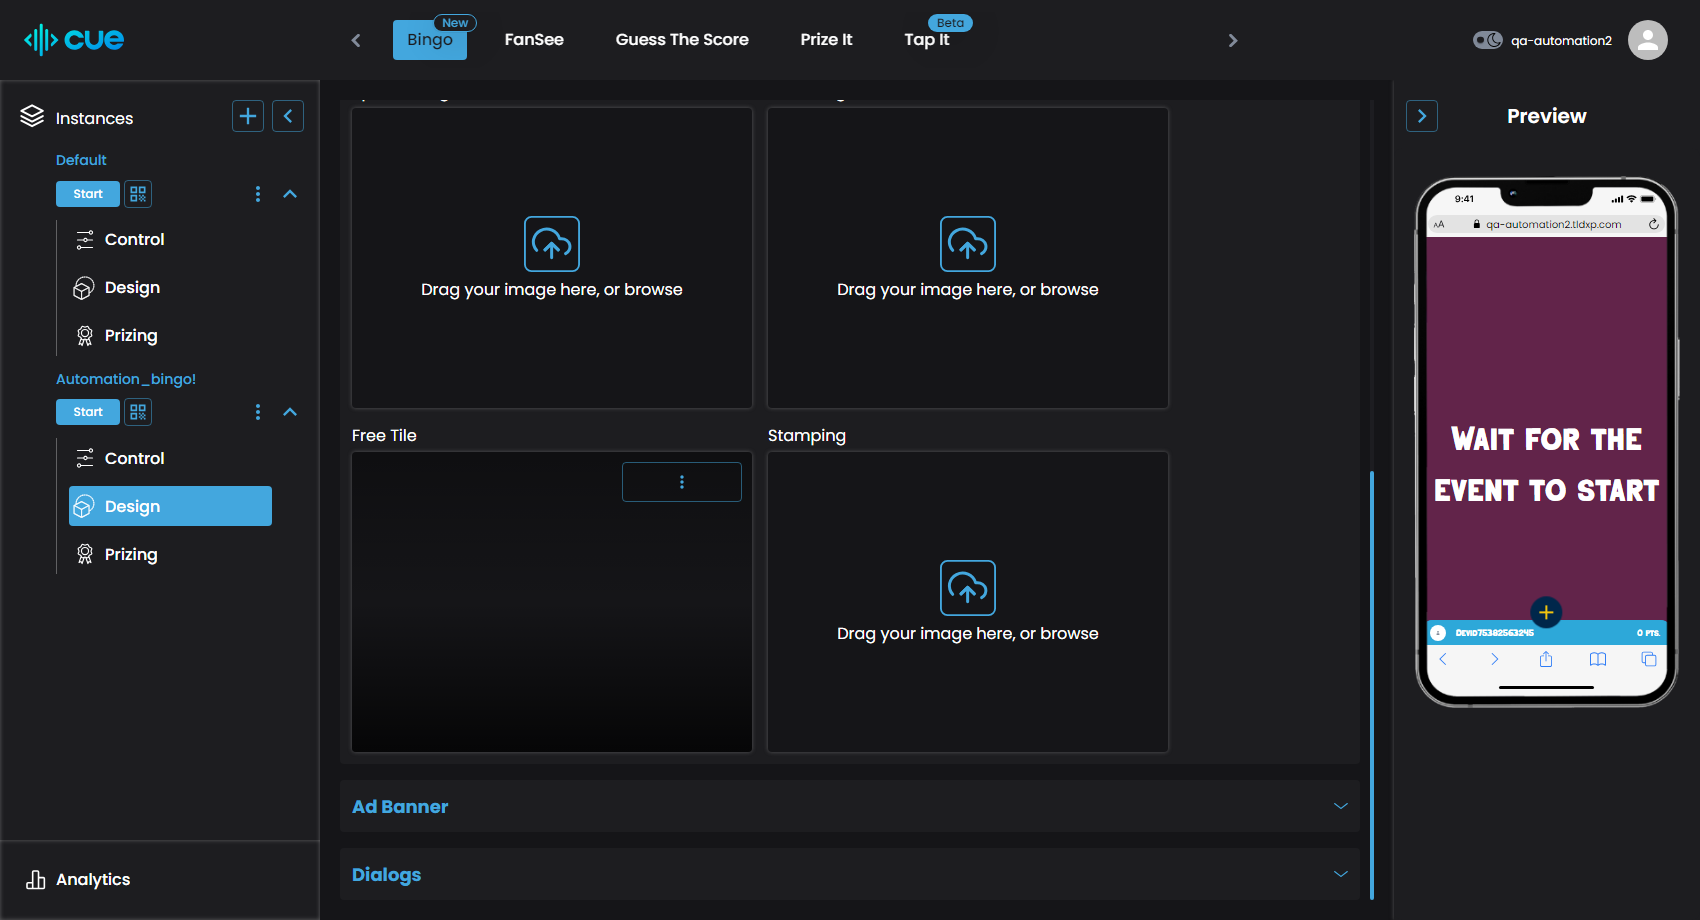 cue
Bingo
New
FanSee
Guess The Score
Prize It
Tap It
Beta
qa-automation2
Instances
Default
Start
Control
Design
Prizing
Automation_bingo!
Start
Control
Design
Prizing
Analytics
Drag your image here, or browse
Drag your image here, or browse
Free Tile
Stamping
Drag your image here, or browse
Ad Banner
Dialogs
Preview
9:41
AA
qa-automation2.tldxp.com
WAIT FOR THE
EVENT TO START
0 PTS.